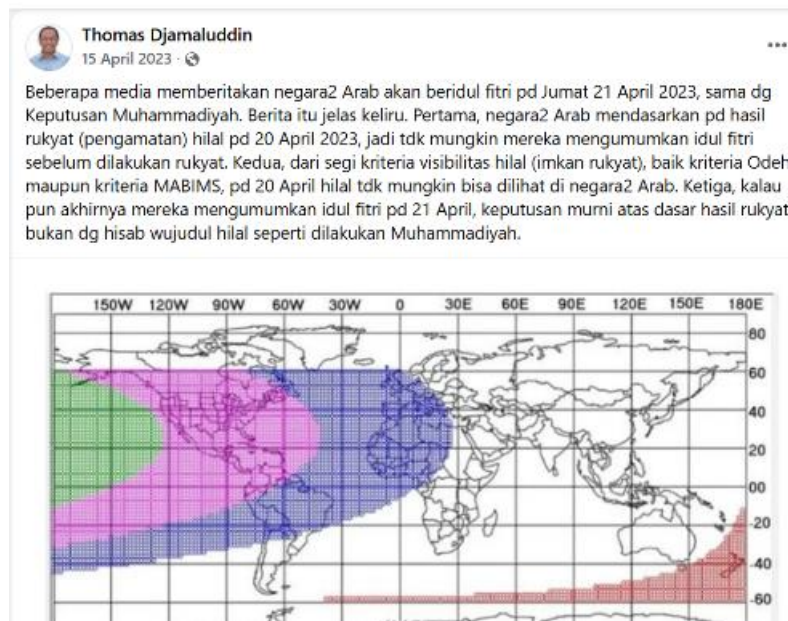 Thomas Djamaluddin
15 April 2023 ·
Beberapa media memberitakan negara2 Arab akan beridul fitri pd Jumat 21 April 2023, sama dg
Keputusan Muhammadiyah. Berita itu jelas keliru. Pertama, negara2 Arab mendasarkan pd hasil
rukyat (pengamatan) hilal pd 20 April 2023, jadi tdk mungkin mereka mengumumkan idul fitri
sebelum dilakukan rukyat. Kedua, dari segi kriteria visibilitas hilal (imkan rukyat), baik kriteria Odeh
maupun kriteria MABIMS, pd 20 April hilal tdk mungkin bisa dilihat di negara2 Arab. Ketiga, kalau
pun akhirnya mereka mengumumkan idul fitri pd 21 April, keputusan murni atas dasar hasil rukyat
bukan dg hisab wujudul hilal seperti dilakukan Muhammadiyah.
150W 120W 90W 60W 30W 0 30E 60E 90E 120E 150E 180E
80
60
40
20
00
-20
-40
-60